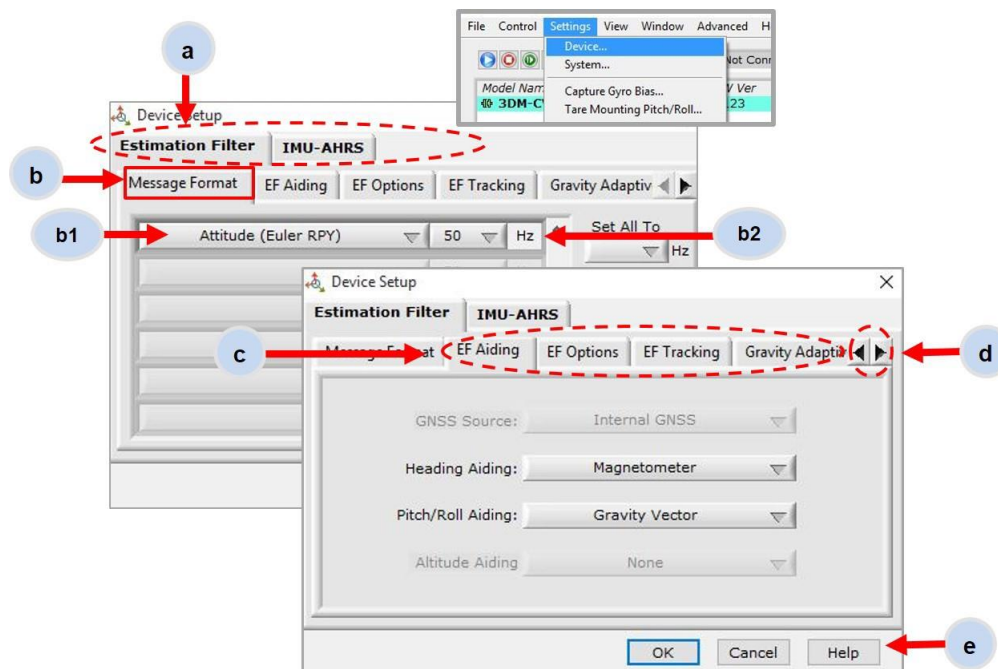 File Control Settings View Window Advanced H
Device...
System...
Not Conn
Capture Gyro Bias...
Tare Mounting Pitch/Roll...
Model Nam
W Ver
3DM-C
123
a
Device Setup
Estimation Filter IMU-AHRS
b
Message Format EF Aiding EF Options EF Tracking Gravity Adaptiv
b1
Attitude (Euler RPY) 50 Hz
Set All To
Hz
b2
Device Setup
Estimation Filter IMU-AHRS
c
Message Format EF Aiding EF Options EF Tracking Gravity Adaptiv
d
GNSS Source: Internal GNSS
Heading Aiding: Magnetometer
Pitch/Roll Aiding: Gravity Vector
Altitude Aiding None
OK Cancel Help
e